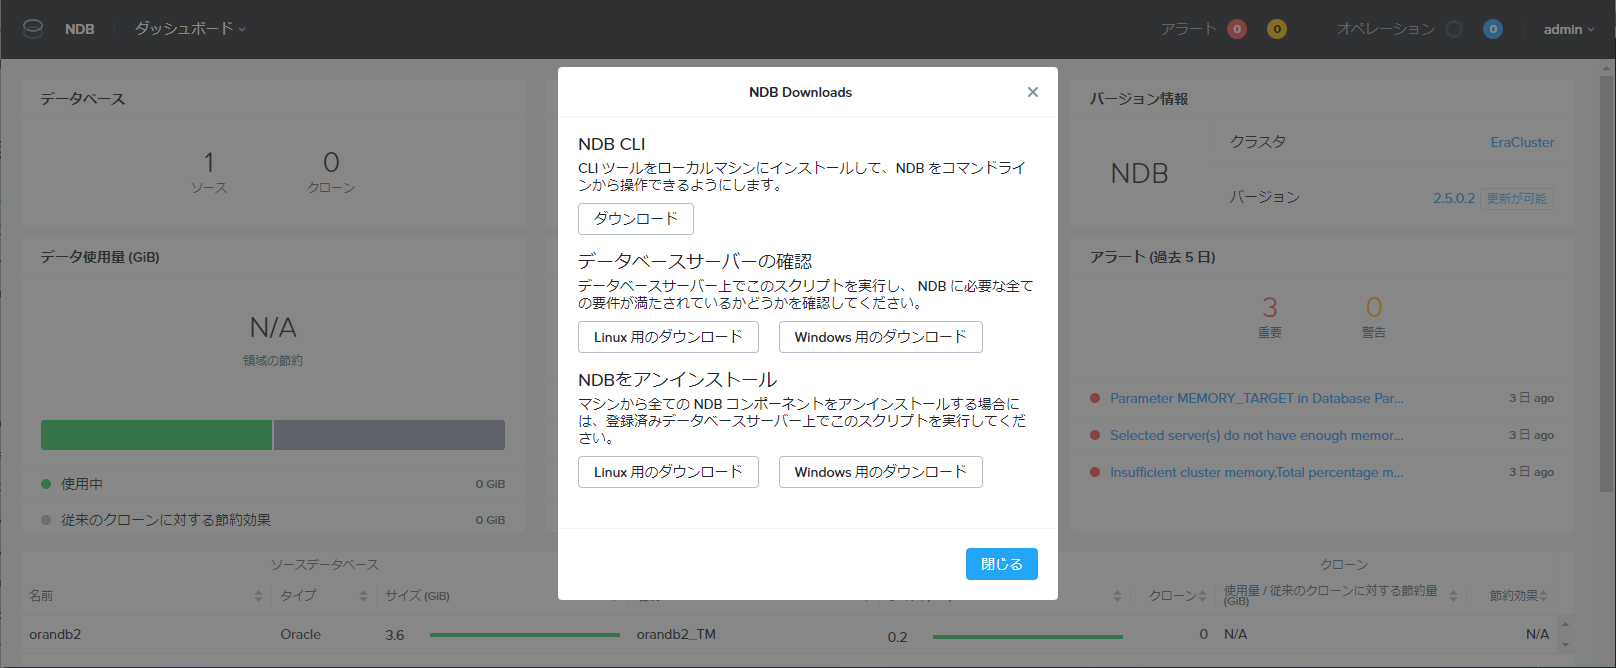 NDB
ダッシュボード
アラート 0 0
オペレーション 0
admin
データベース
1
ソース
0
クローン
データ使用量 (GiB)
N/A
領域の節約
使用中 0 GiB
従来のクローンに対する節約効果 0 GiB
NDB Downloads
NDB CLI
CLI ツールをローカルマシンにインストールして、NDB をコマンドライ
ンから操作できるようにします。
ダウンロード
データベースサーバーの確認
データベースサーバー上でこのスクリプトを実行し、 NDB に必要な全て
の要件が満たされているかどうかを確認してください。
Linux 用のダウンロード Windows 用のダウンロード
NDBをアンインストール
マシンから全ての NDB コンポーネントをアンインストールする場合に
は、登録済みデータベースサーバー上でこのスクリプトを実行してくだ
さい。
Linux 用のダウンロード Windows 用のダウンロード
閉じる
バージョン情報
NDB
クラスタ EraCluster
バージョン 2.5.0.2 更新が可能
アラート (過去 5 日)
3
重要
0
警告
Parameter MEMORY_TARGET in Database Par... 3 日 ago
Selected server(s) do not have enough memor... 3 日 ago
Insufficient cluster memory.Total percentage m... 3 日 ago
ソースデータベース クローン
名前 タイプ サイズ (GiB) クローン 使用量 / 従来のクローンに対する節約量
(GiB) 節約効果
orandb2 Oracle 3.6 orandb2_TM 0.2 0 N/A N/A